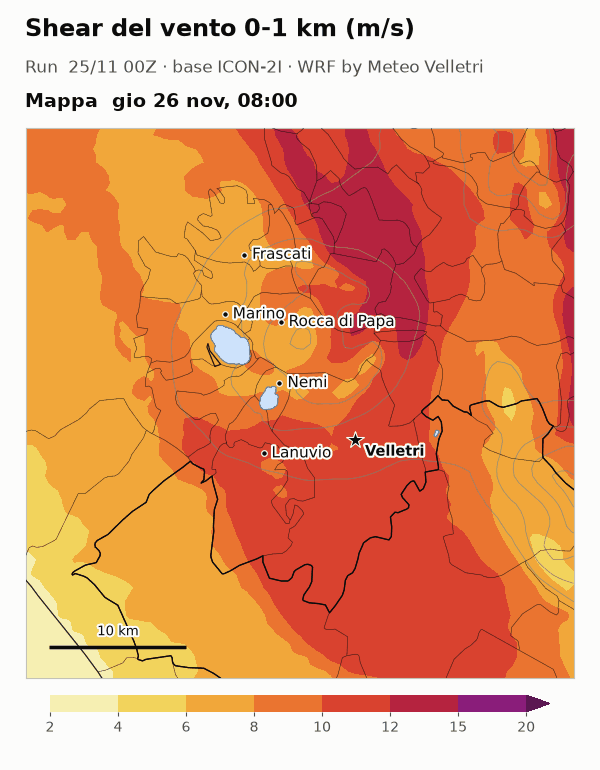 Shear del vento 0-1 km (m/s)
Run  25/11 00Z · base ICON-2I · WRF by Meteo Velletri
Mappa  gio 26 nov, 08:00
Frascati
Marino
Rocca di Papa
Nemi
Velletri
Lanuvio
10 km
2 4 6 8 10 12 15 20